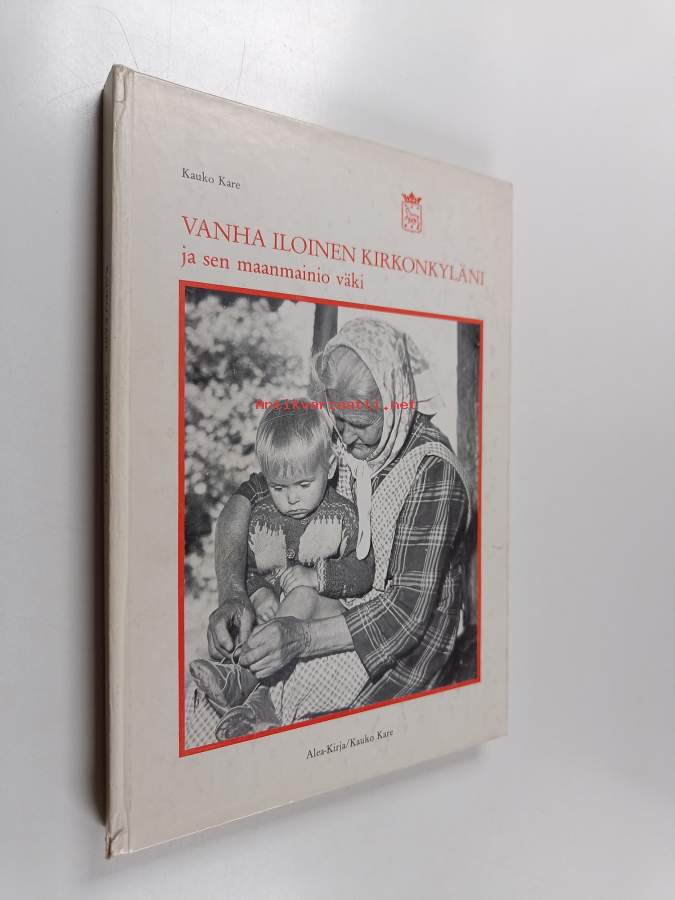 Kauko Kare
VANHA ILOINEN KIRKONKYLÄNI
ja sen maanmainio väki
Antikvariaatti.net
Alea-Kirja/Kauko Kare